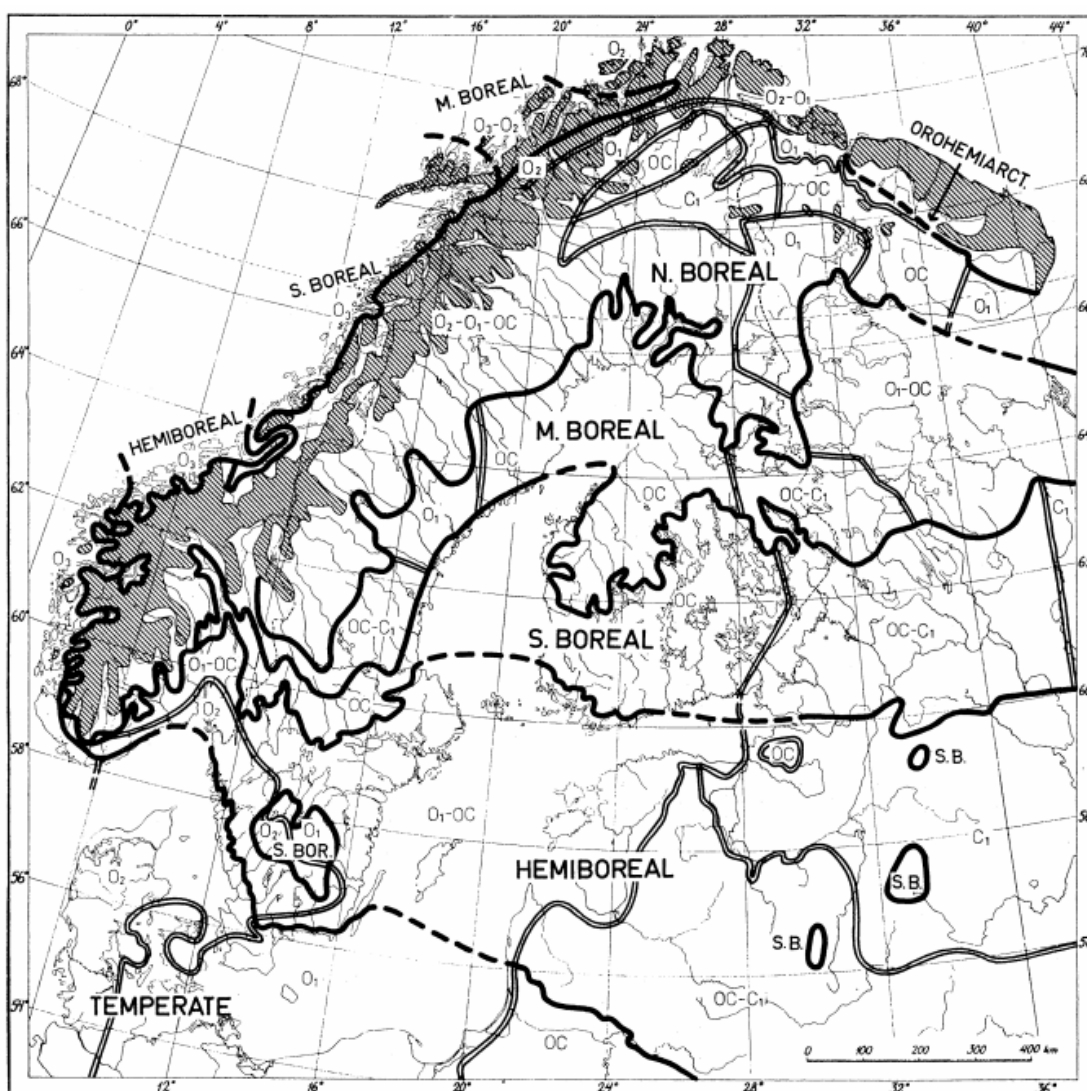 0° 4° 8° 12° 16° 20° 24° 28° 32° 36° 40° 44°
68°
66°
64°
62°
60°
58°
56°
54°
12° 16° 20° 24° 28° 32° 36°
M. BOREAL
O₂
O₃-O₂
O₂-O₁
OROHEMIARCT.
O₂
O₁
OC
O₁
OC
C₁
S. BOREAL
O₃
O₁
N. BOREAL
OC
O₁
O₂-O₁-OC
O₁-OC
HEMIBOREAL
O₃
M. BOREAL
OC
O₁
OC
OC-C₁
C₁
O₃
OC
OC-C₁
S. BOREAL
OC-C₁
O₁-OC
O₂
OC
OC
S.B.
O₁-OC
C₁
O₂ O₁
S. BOR.
HEMIBOREAL
O₂
S.B.
S.B.
TEMPERATE
O₁
OC-C₁
OC
0 100 200 300 400 km